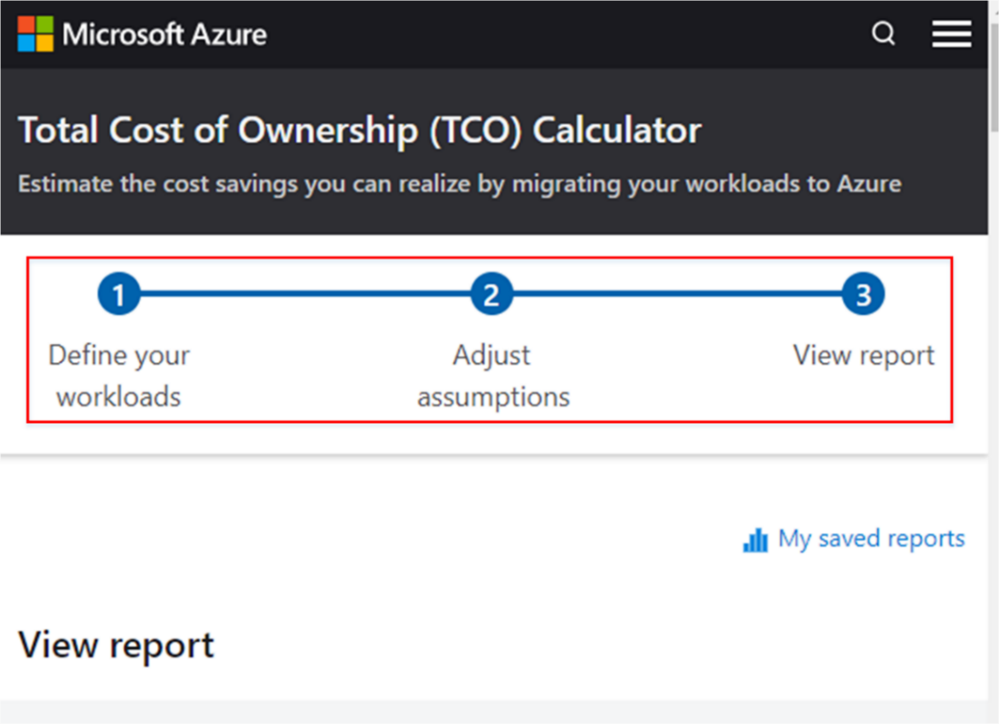 Microsoft Azure
Total Cost of Ownership (TCO) Calculator
Estimate the cost savings you can realize by migrating your workloads to Azure
1
2
3
Define your
workloads
Adjust
assumptions
View report
My saved reports
View report